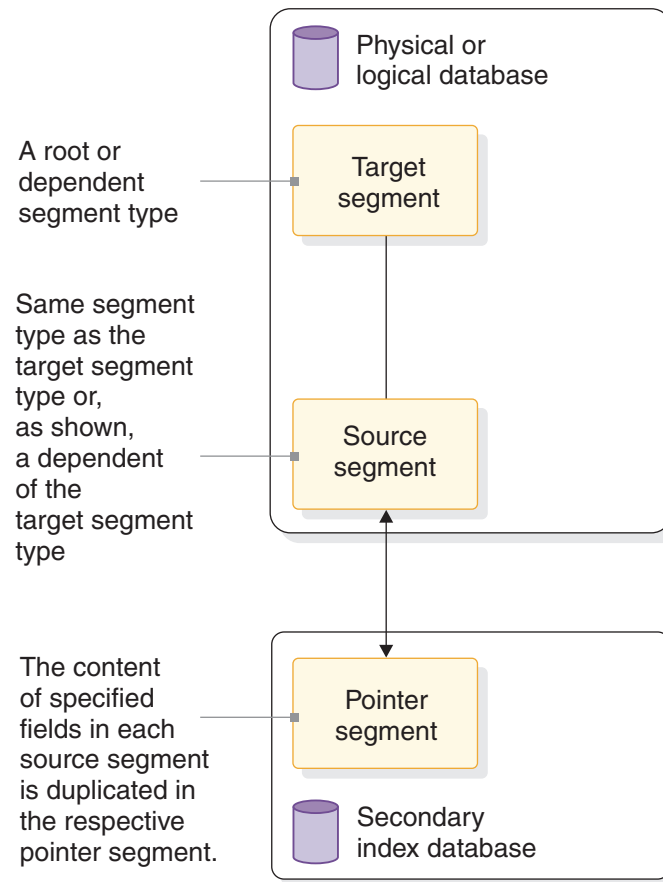 Physical or
logical database
A root or
dependent
segment type
Target
segment
Same segment
type as the
target segment
type or,
as shown,
a dependent
of the
target segment
type
Source
segment
The content
of specified
fields in each
source segment
is duplicated in
the respective
pointer segment.
Pointer
segment
Secondary
index database